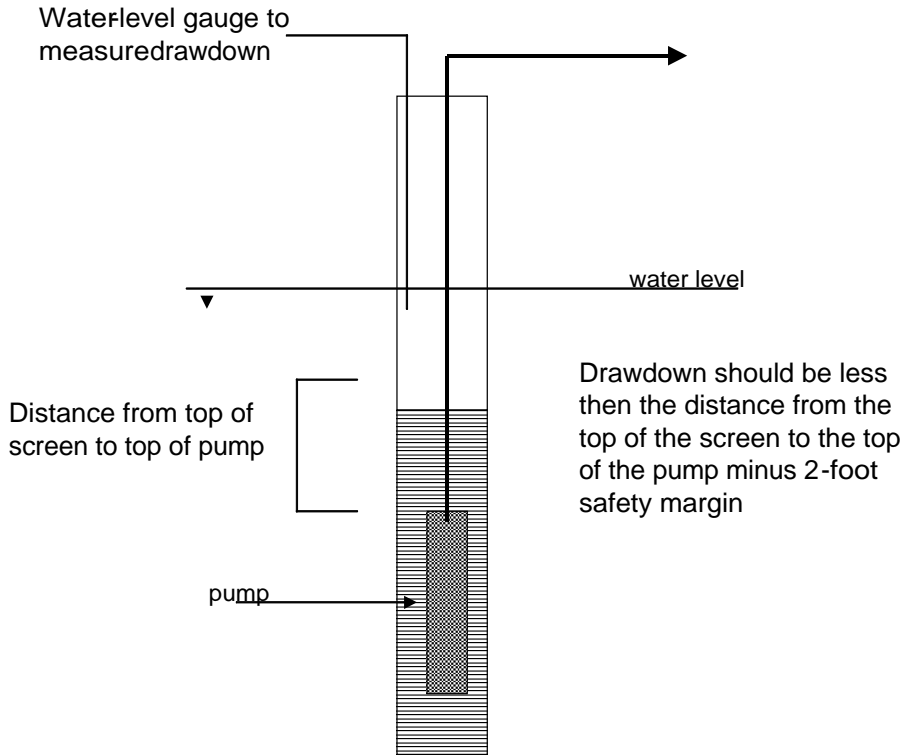 Water-level gauge to
measuredrawdown
water level
Distance from top of
screen to top of pump
Drawdown should be less
then the distance from the
top of the screen to the top
of the pump minus 2-foot
safety margin
pump